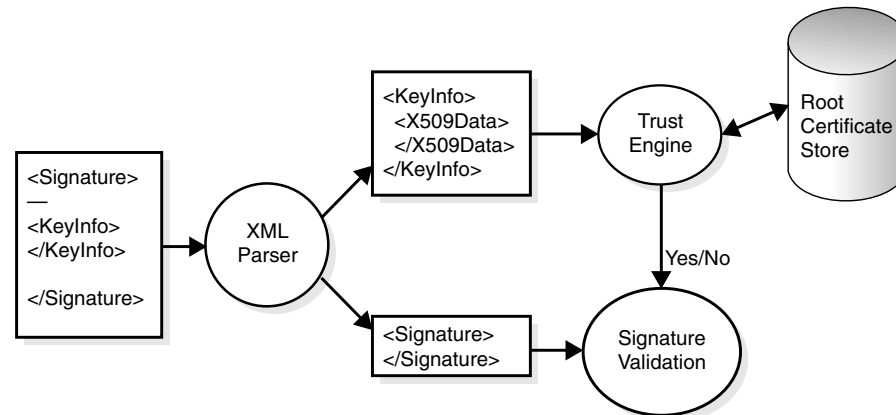 <Signature>
—
<KeyInfo>
</KeyInfo>
</Signature>
XML
Parser
<KeyInfo>
<X509Data>
</X509Data>
</KeyInfo>
<Signature>
</Signature>
Trust
Engine
Root
Certificate
Store
Yes/No
Signature
Validation